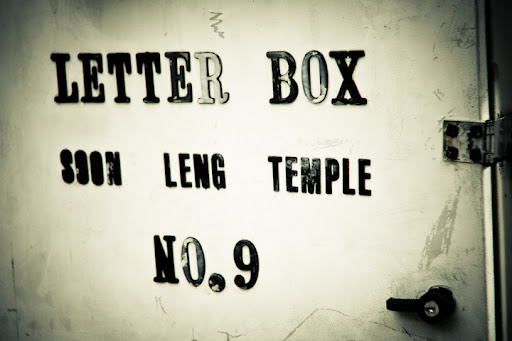 LETTER BOX
SOON LENG TEMPLE
NO.9